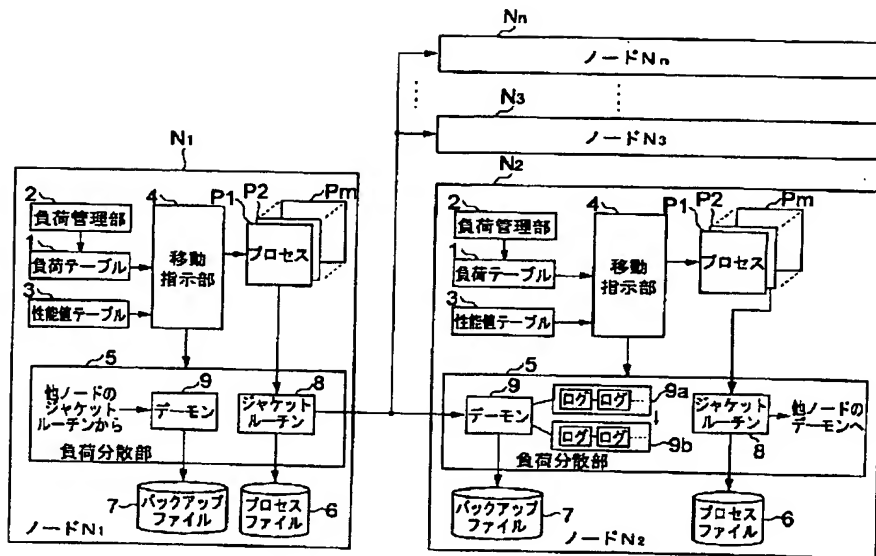 Nn
ノードNn
N3
ノードN3
N1
2
負荷管理部
1
負荷テーブル
3
性能値テーブル
4
移動
指示部
P1
P2
Pm
プロセス
5
他ノードの
ジャケット
ルーチンから
9
デーモン
8
ジャケット
ルーチン
負荷分散部
7
バックアップ
ファイル
プロセス
ファイル
6
ノードN1
N2
2
負荷管理部
1
負荷テーブル
3
性能値テーブル
4
移動
指示部
P1
P2
Pm
プロセス
5
9
デーモン
ログ
ログ
9a
ログ
ログ
9b
ジャケット
ルーチン
8
他ノードの
デーモンへ
負荷分散部
バックアップ
ファイル
7
プロセス
ファイル
6
ノードN2